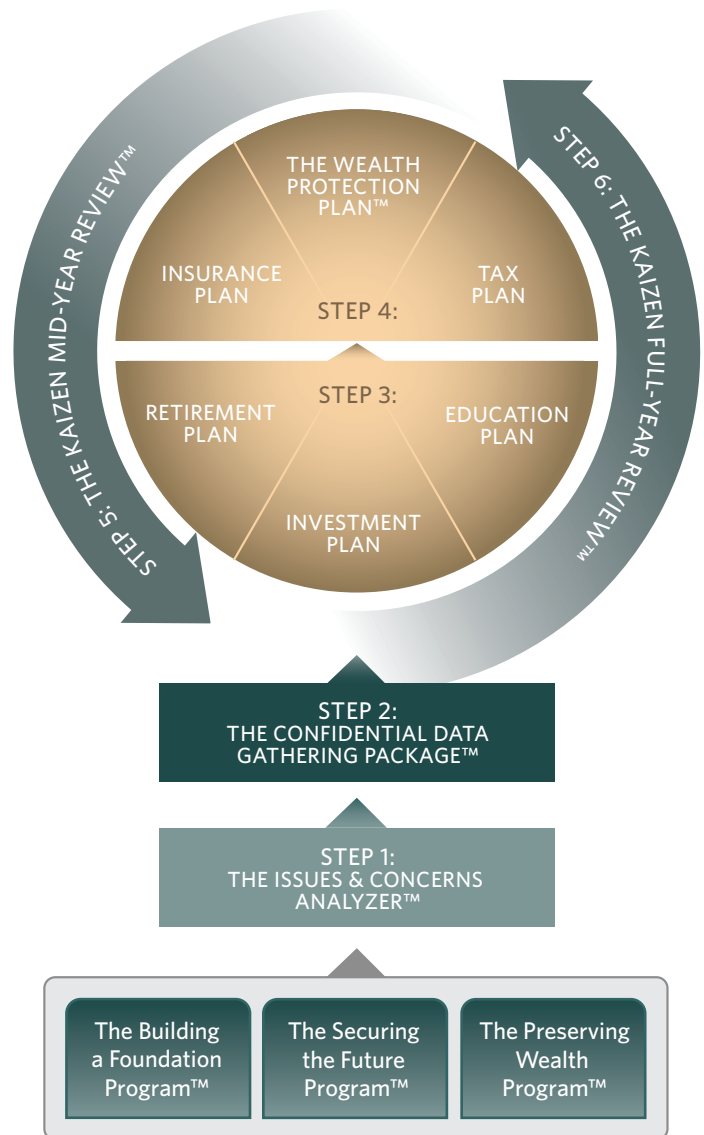 STEP 5: THE KAIZEN MID-YEAR REVIEW™
STEP 6: THE KAIZEN FULL-YEAR REVIEW™
THE WEALTH
PROTECTION
PLAN™
INSURANCE
PLAN
TAX
PLAN
STEP 4:
STEP 3:
RETIREMENT
PLAN
EDUCATION
PLAN
INVESTMENT
PLAN
STEP 2:
THE CONFIDENTIAL DATA
GATHERING PACKAGE™
STEP 1:
THE ISSUES & CONCERNS
ANALYZER™
The Building
a Foundation
Program™
The Securing
the Future
Program™
The Preserving
Wealth
Program™